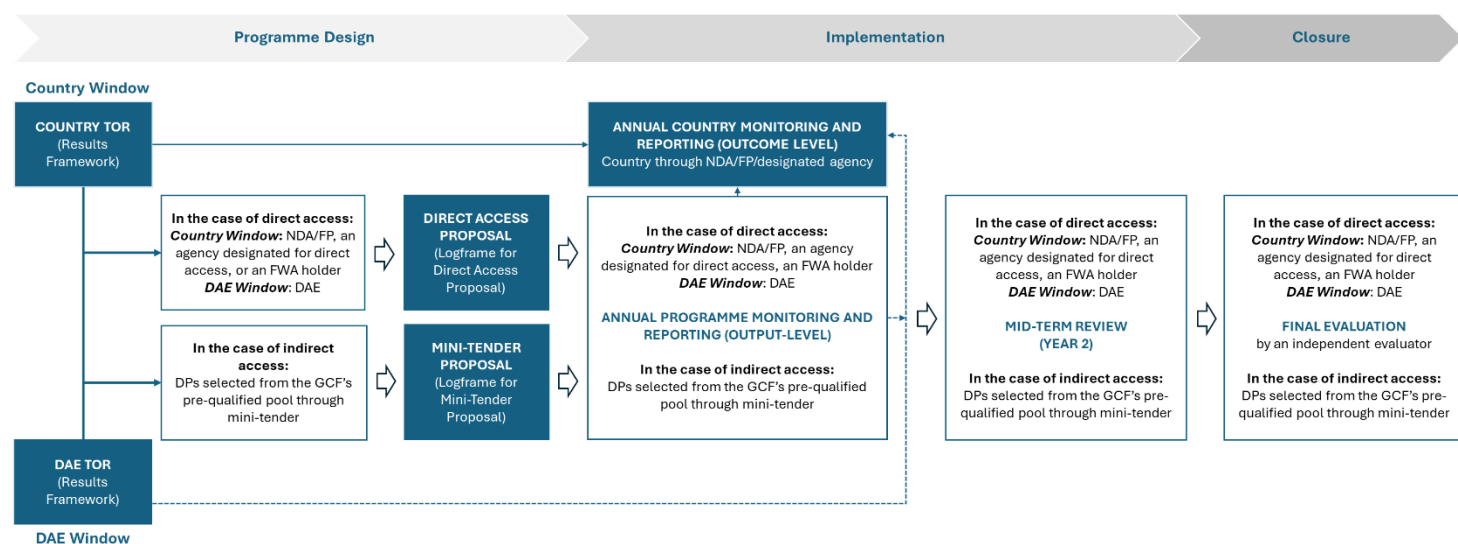 Programme Design
Implementation
Closure
Country Window
COUNTRY TOR
(Results
Framework)
ANNUAL COUNTRY MONITORING AND
REPORTING (OUTCOME LEVEL)
Country through NDA/FP/designated agency
In the case of direct access:
Country Window: NDA/FP, an
agency designated for direct
access, or an FWA holder
DAE Window: DAE
DIRECT ACCESS
PROPOSAL
(Logframe for
Direct Access
Proposal)
In the case of indirect
access:
DPs selected from the GCF's
pre-qualified pool through
mini-tender
MINI-TENDER
PROPOSAL
(Logframe for
Mini-Tender
Proposal)
In the case of direct access:
Country Window: NDA/FP, an agency
designated for direct access, an FWA holder
DAE Window: DAE
ANNUAL PROGRAMME MONITORING AND
REPORTING (OUTPUT-LEVEL)
In the case of indirect access:
DPs selected from the GCF's pre-qualified
pool through mini-tender
In the case of direct access:
Country Window: NDA/FP, an
agency designated for direct
access, an FWA holder
DAE Window: DAE
MID-TERM REVIEW
(YEAR 2)
In the case of indirect access:
DPs selected from the GCF's pre-
qualified pool through mini-tender
In the case of direct access:
Country Window: NDA/FP, an
agency designated for direct
access, an FWA holder
DAE Window: DAE
FINAL EVALUATION
by an independent evaluator
In the case of indirect access:
DPs selected from the GCF's pre-
qualified pool through mini-tender
DAE TOR
(Results
Framework)
DAE Window